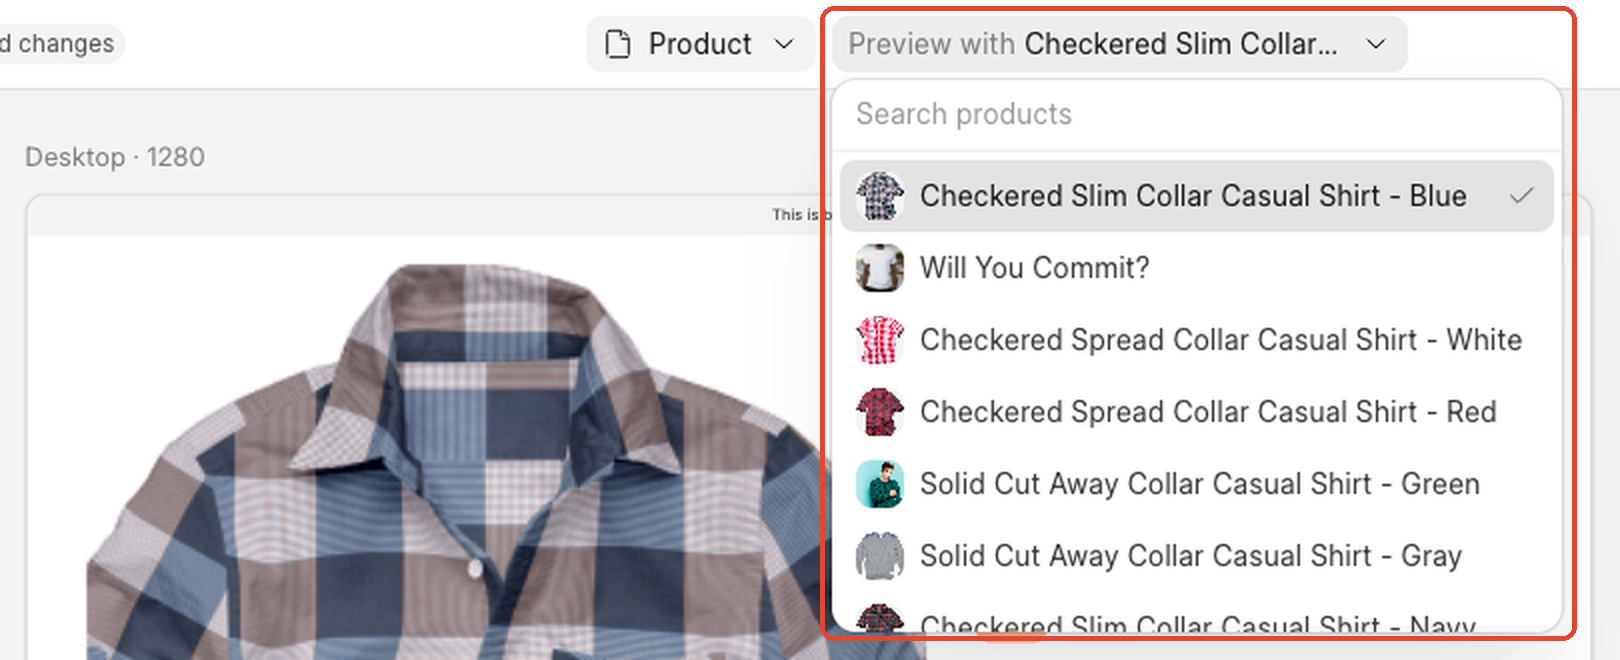 d changes
Product
Preview with Checkered Slim Collar...
Search products
Desktop · 1280
This is
Checkered Slim Collar Casual Shirt - Blue
Will You Commit?
Checkered Spread Collar Casual Shirt - White
Checkered Spread Collar Casual Shirt - Red
Solid Cut Away Collar Casual Shirt - Green
Solid Cut Away Collar Casual Shirt - Gray
Checkered Slim Collar Casual Shirt - Navy